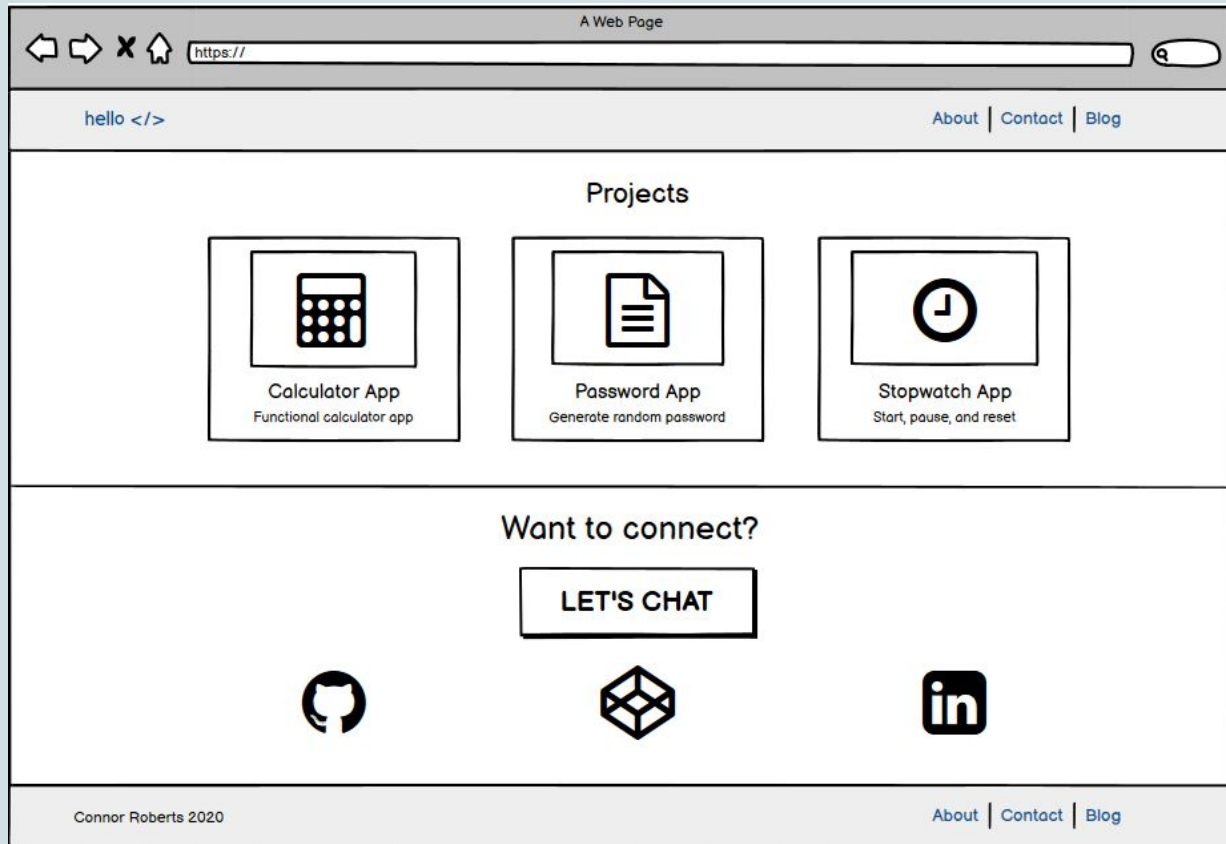 A Web Page
https://
hello </>
About | Contact | Blog
Projects
Calculator App
Functional calculator app
Password App
Generate random password
Stopwatch App
Start, pause, and reset
Want to connect?
LET'S CHAT
in
Connor Roberts 2020
About | Contact | Blog